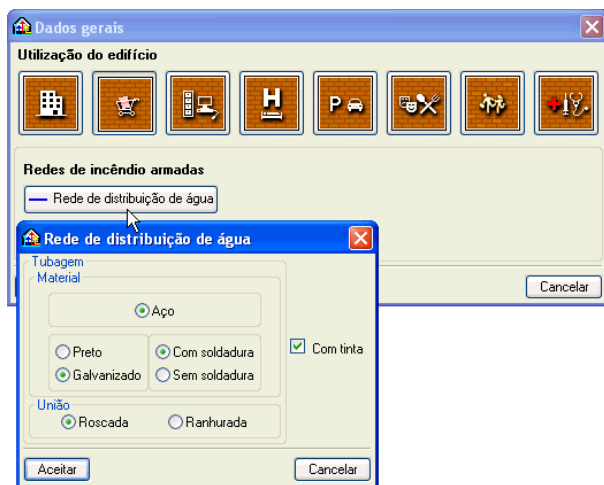 Dados gerais
Utilização do edifício
H
P
Redes de incêndio armadas
Rede de distribuição de água
Cancelar
Rede de distribuição de água
Tubagem
Material
Aço
Preto
Com soldadura
Galvanizado
Sem soldadura
Com tinta
União
Roscada
Ranhurada
Aceitar
Cancelar